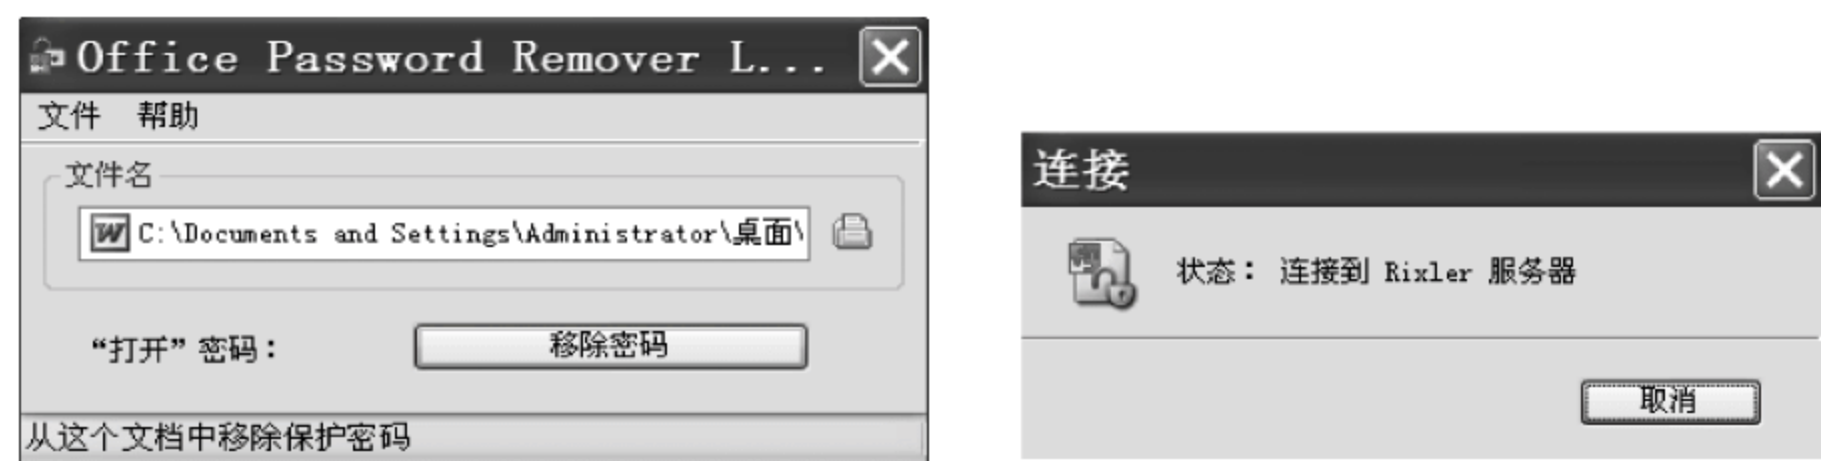 Office Password Remover L...
文件 帮助
文件名
C:\Documents and Settings\Administrator\桌面\
“打开”密码：
移除密码
从这个文档中移除保护密码
连接
状态： 连接到 Rixler 服务器
取消